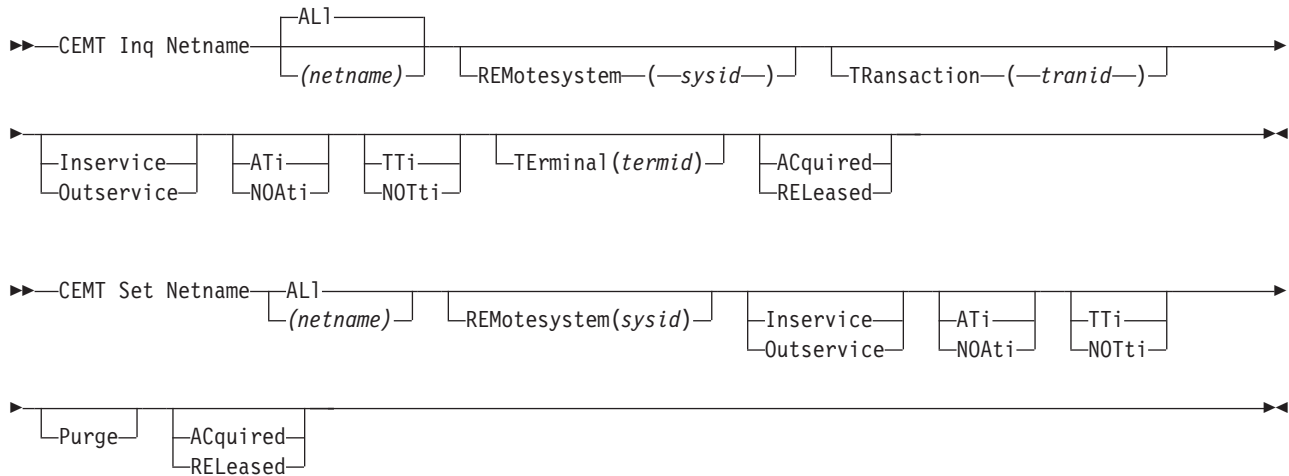 ALl
CEMT Inq Netname
(netname)
REMotesystem ( sysid )
TRansaction ( tranid )
Inservice
Outservice
ATi
NOAti
TTi
NOTti
TErminal(termid)
ACquired
RELeased
CEMT Set Netname
ALl
(netname)
REMotesystem(sysid)
Inservice
Outservice
ATi
NOAti
TTi
NOTti
Purge
ACquired
RELeased